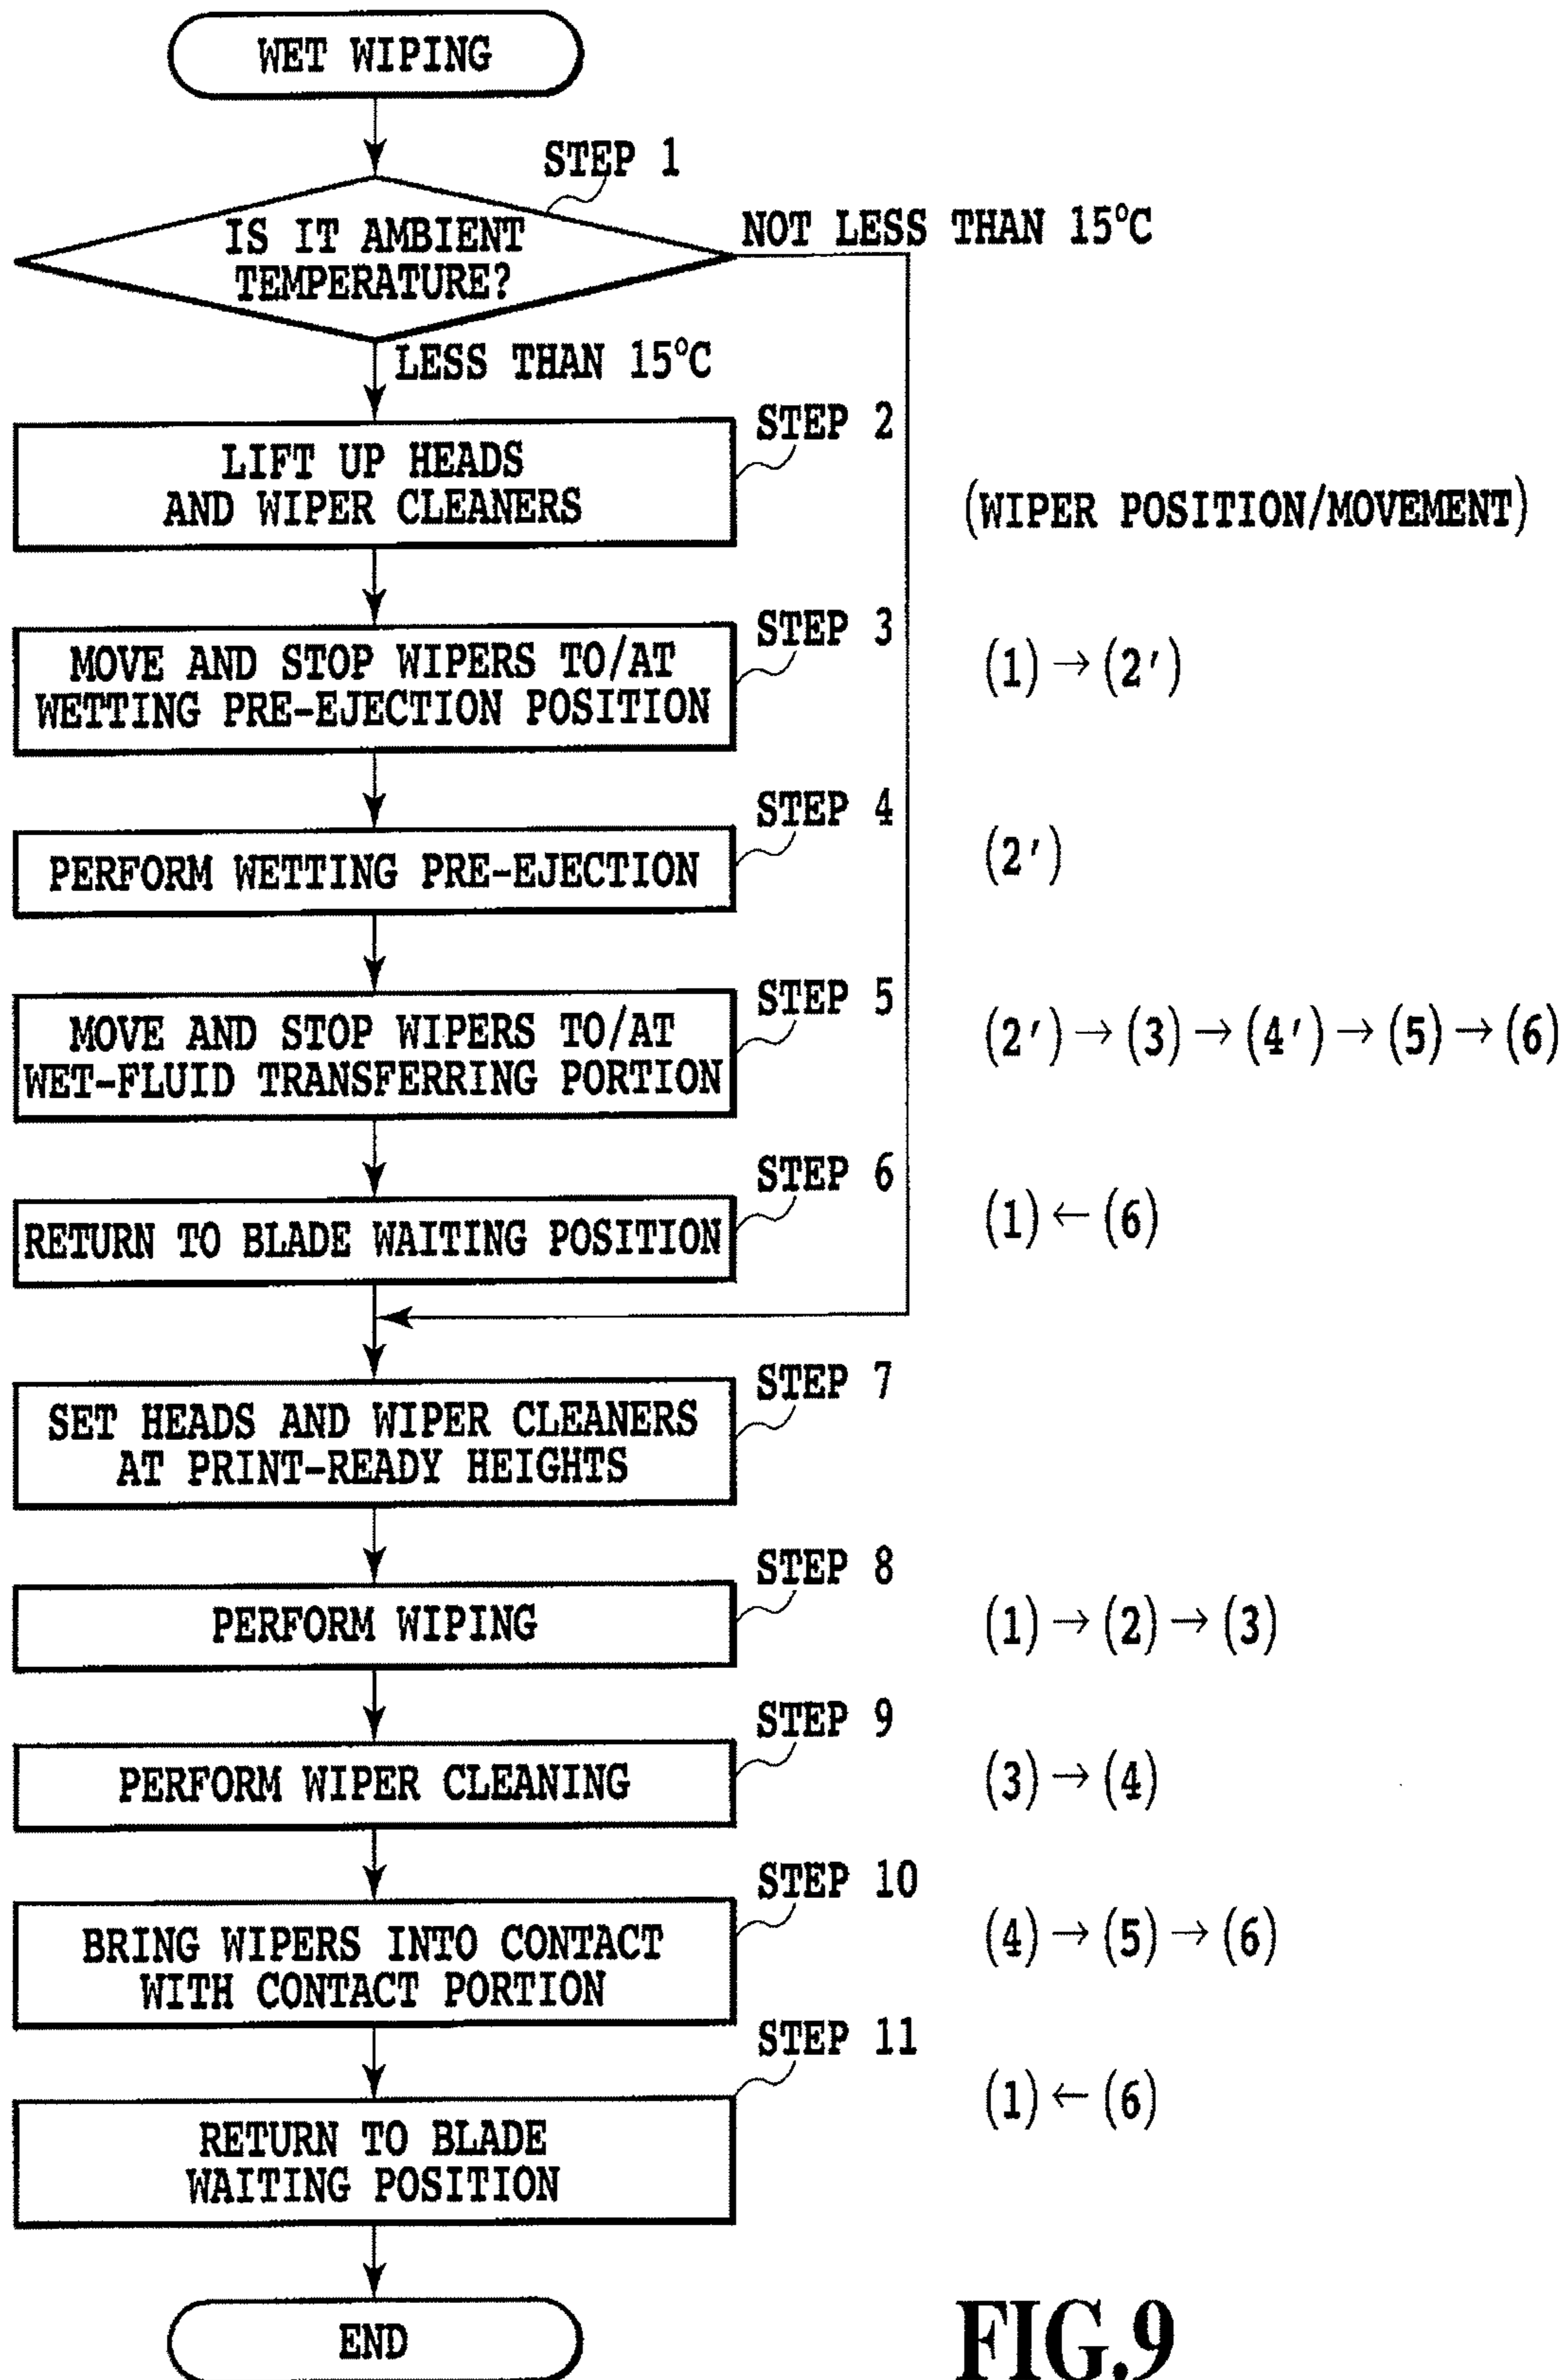 WET WIPING
STEP 1
IS IT AMBIENT
TEMPERATURE?
NOT LESS THAN 15°C
LESS THAN 15°C
STEP 2
LIFT UP HEADS
AND WIPER CLEANERS
(WIPER POSITION/MOVEMENT)
STEP 3
MOVE AND STOP WIPERS TO/AT
WETTING PRE-EJECTION POSITION
(1)→(2')
STEP 4
PERFORM WETTING PRE-EJECTION
(2')
STEP 5
MOVE AND STOP WIPERS TO/AT
WET-FLUID TRANSFERRING PORTION
(2')→(3)→(4')→(5)→(6)
STEP 6
RETURN TO BLADE WAITING POSITION
(1)←(6)
STEP 7
SET HEADS AND WIPER CLEANERS
AT PRINT-READY HEIGHTS
STEP 8
PERFORM WIPING
(1)→(2)→(3)
STEP 9
PERFORM WIPER CLEANING
(3)→(4)
STEP 10
BRING WIPERS INTO CONTACT
WITH CONTACT PORTION
(4)→(5)→(6)
STEP 11
RETURN TO BLADE
WAITING POSITION
(1)←(6)
END
FIG.9